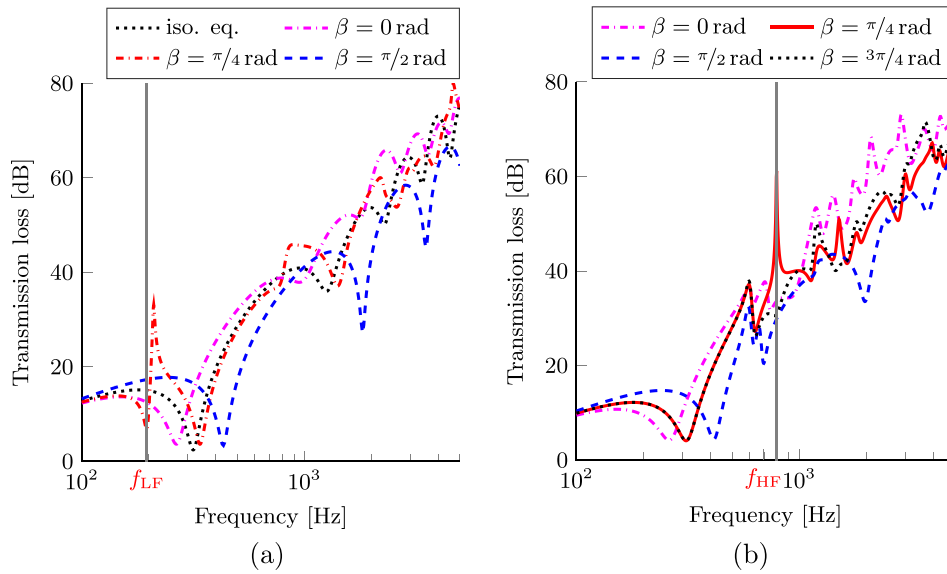 iso. eq.
β = 0 rad
β = π/4 rad
β = π/2 rad
80
60
40
20
0
Transmission loss [dB]
10²
f_LF
10³
Frequency [Hz]
(a)
β = 0 rad
β = π/4 rad
β = π/2 rad
β = 3π/4 rad
80
60
40
20
0
Transmission loss [dB]
10²
f_HF
10³
Frequency [Hz]
(b)